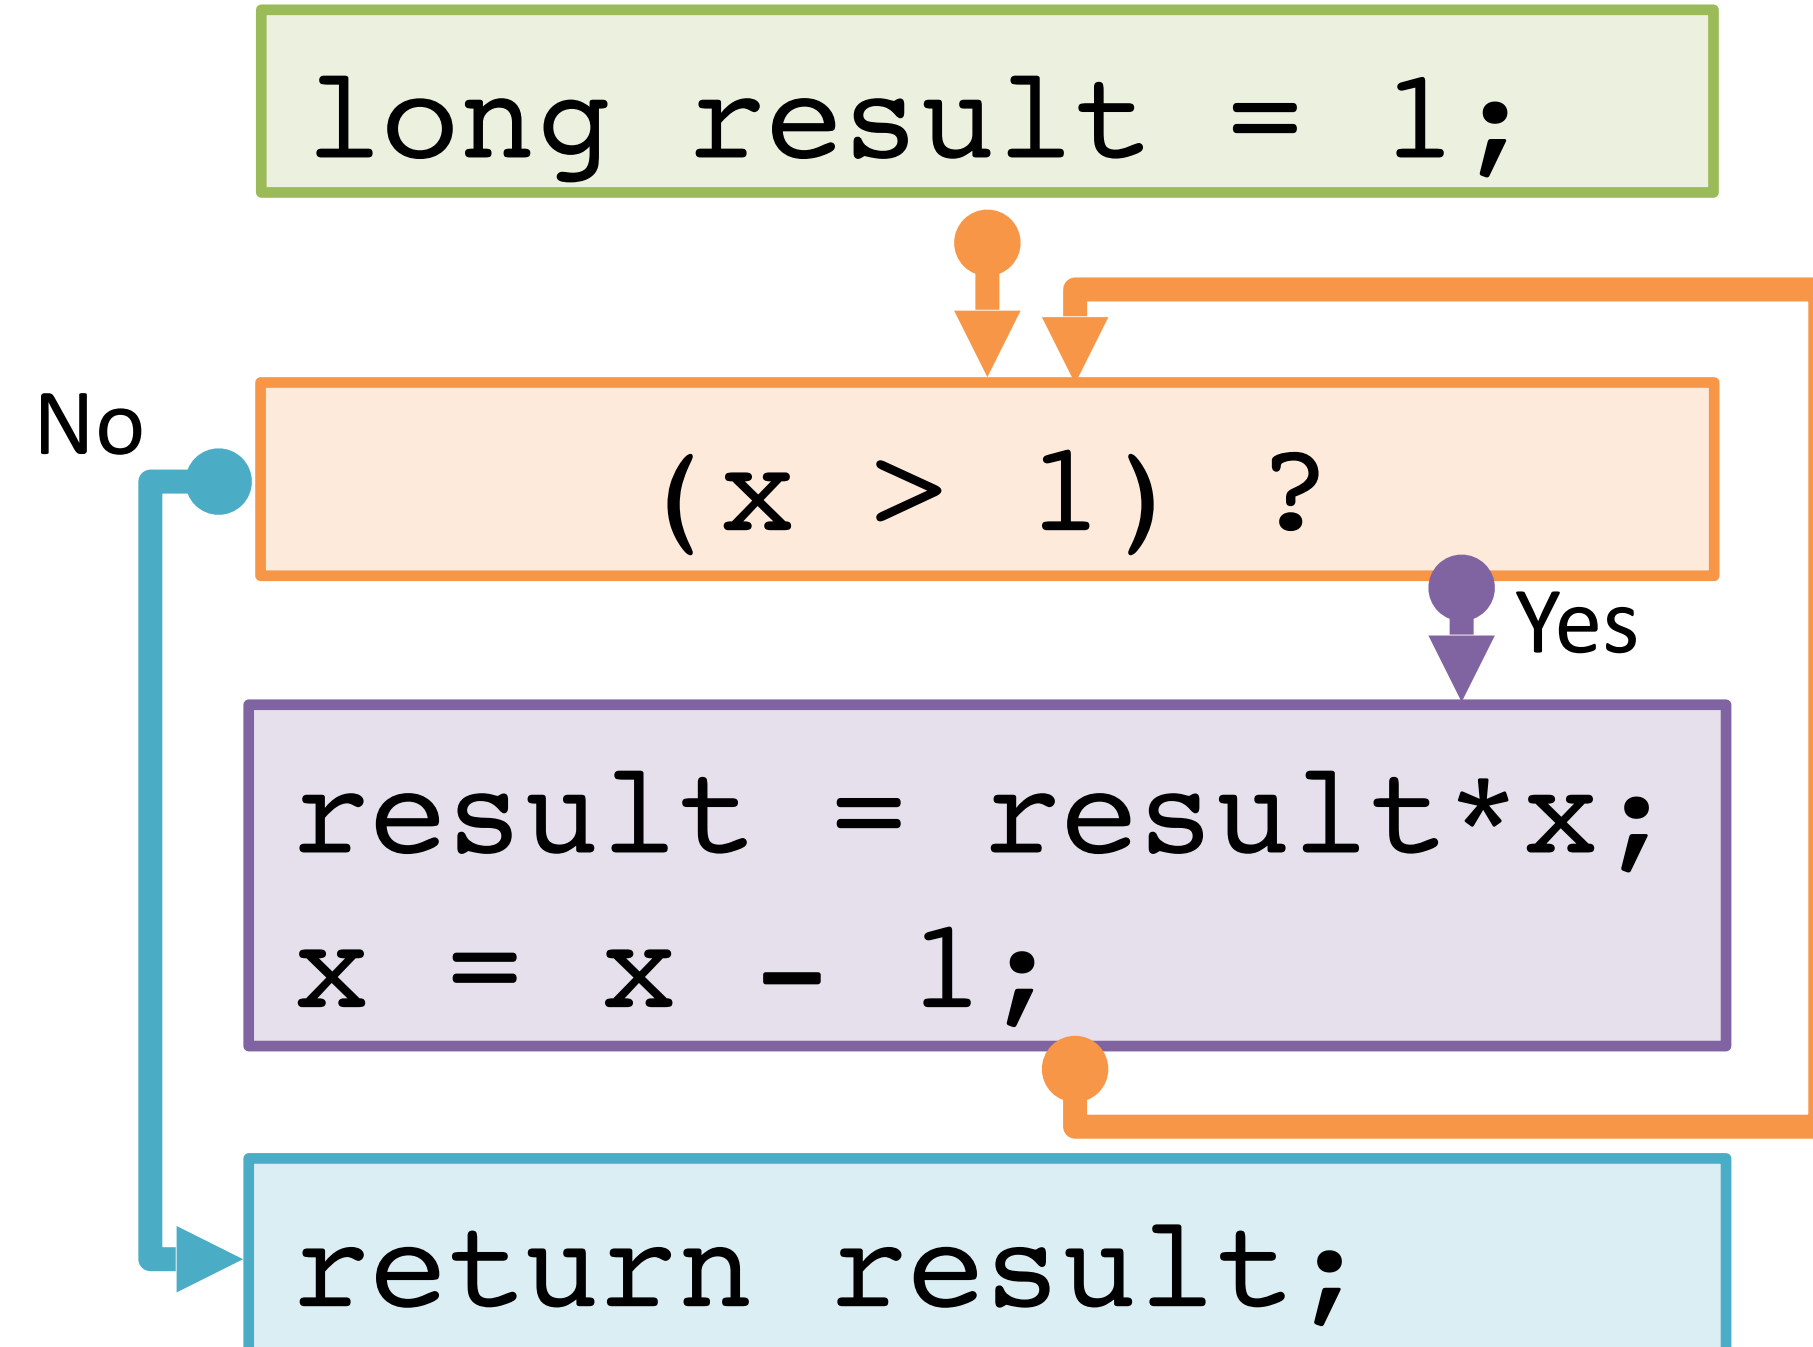 long result = 1;
No
(x > 1) ?
Yes
result = result*x;
x = x - 1;
return result;